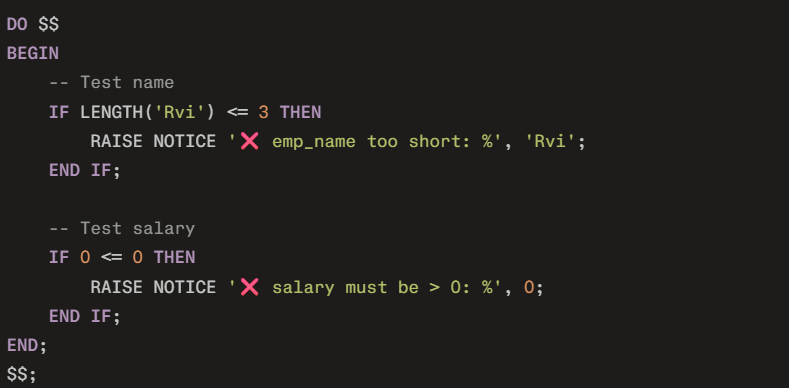 DO $$
BEGIN
    -- Test name
    IF LENGTH('Rvi') <= 3 THEN
        RAISE NOTICE '❌ emp_name too short: %', 'Rvi';
    END IF;

    -- Test salary
    IF 0 <= 0 THEN
        RAISE NOTICE '❌ salary must be > 0: %', 0;
    END IF;
END;
$$;